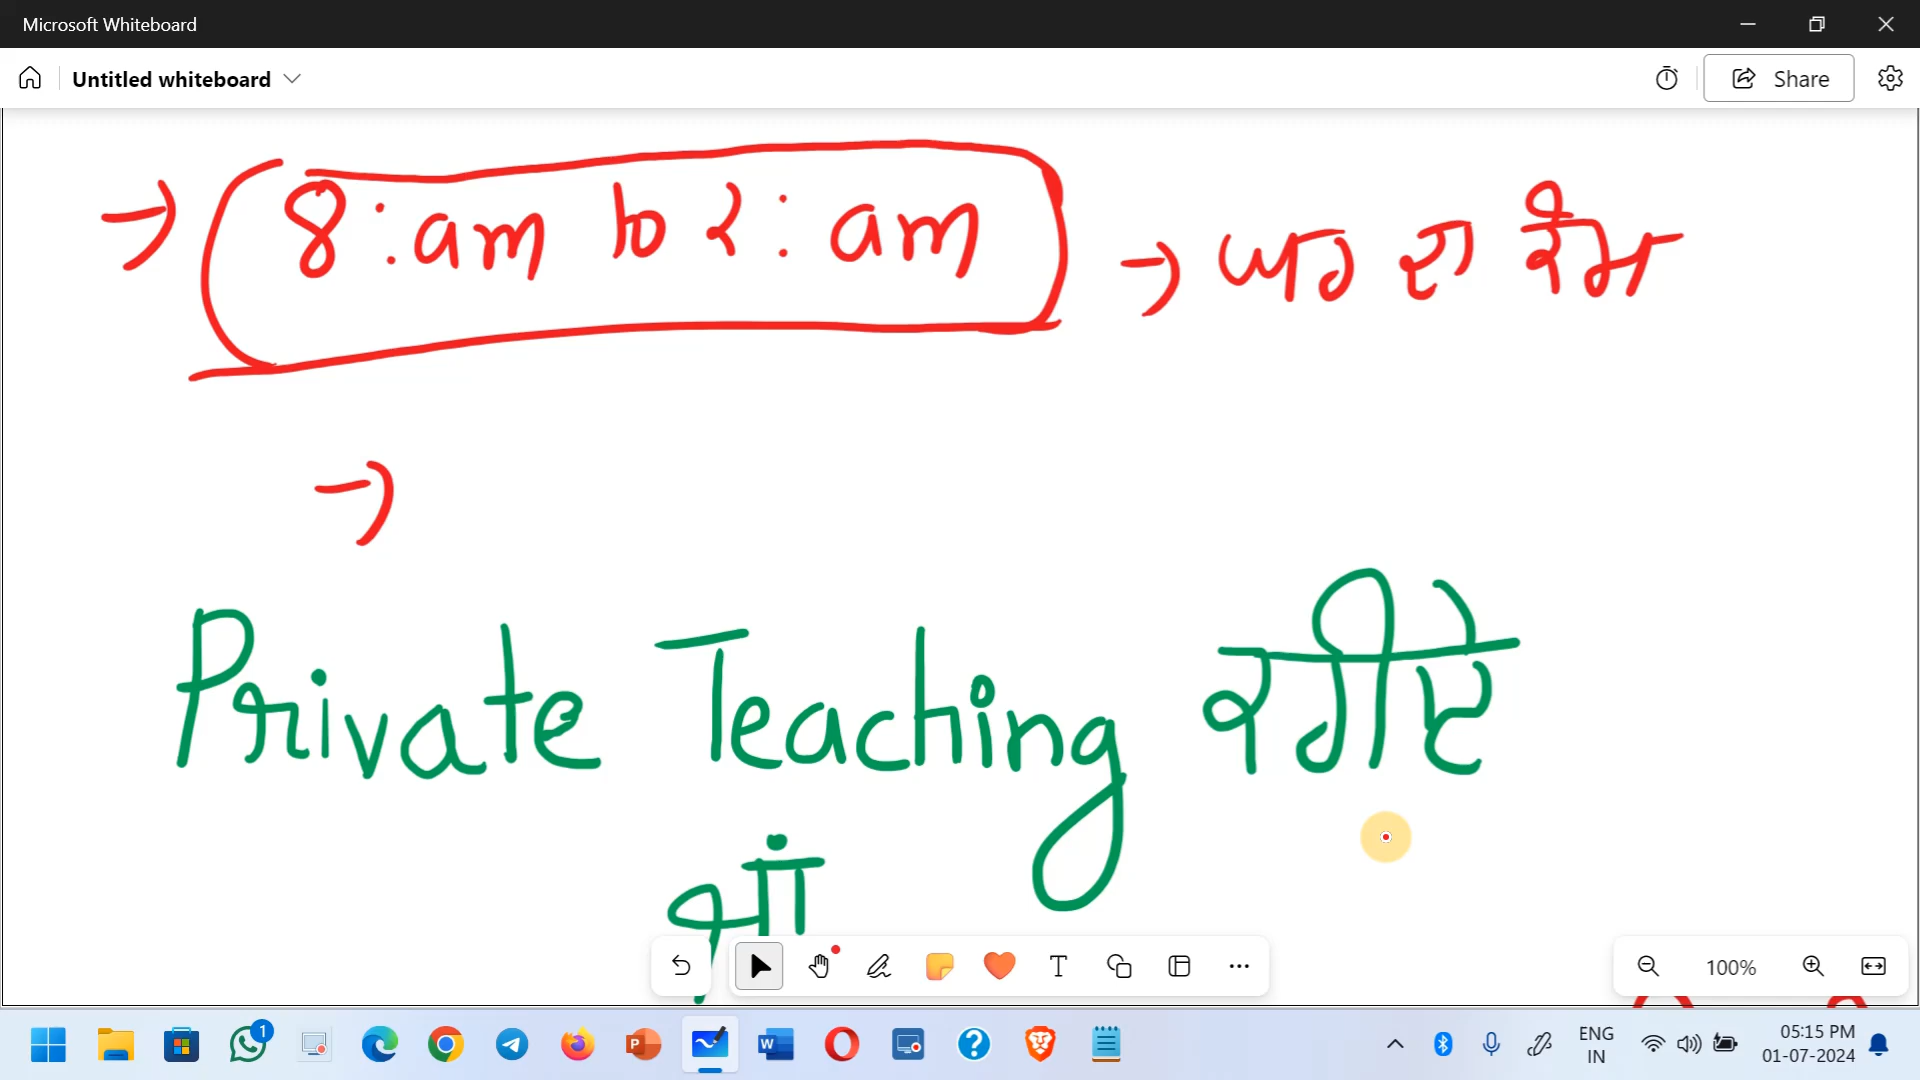 Microsoft Whiteboard
Untitled whiteboard
Share
→ 8:am to 2: am → ਘਰ ਦਾ ਕੰਮ
→
Private Teaching ਕਰੀਏ
ਜਾਂ
T
100%
1
P
W
?
ENG
IN
05:15 PM
01-07-2024